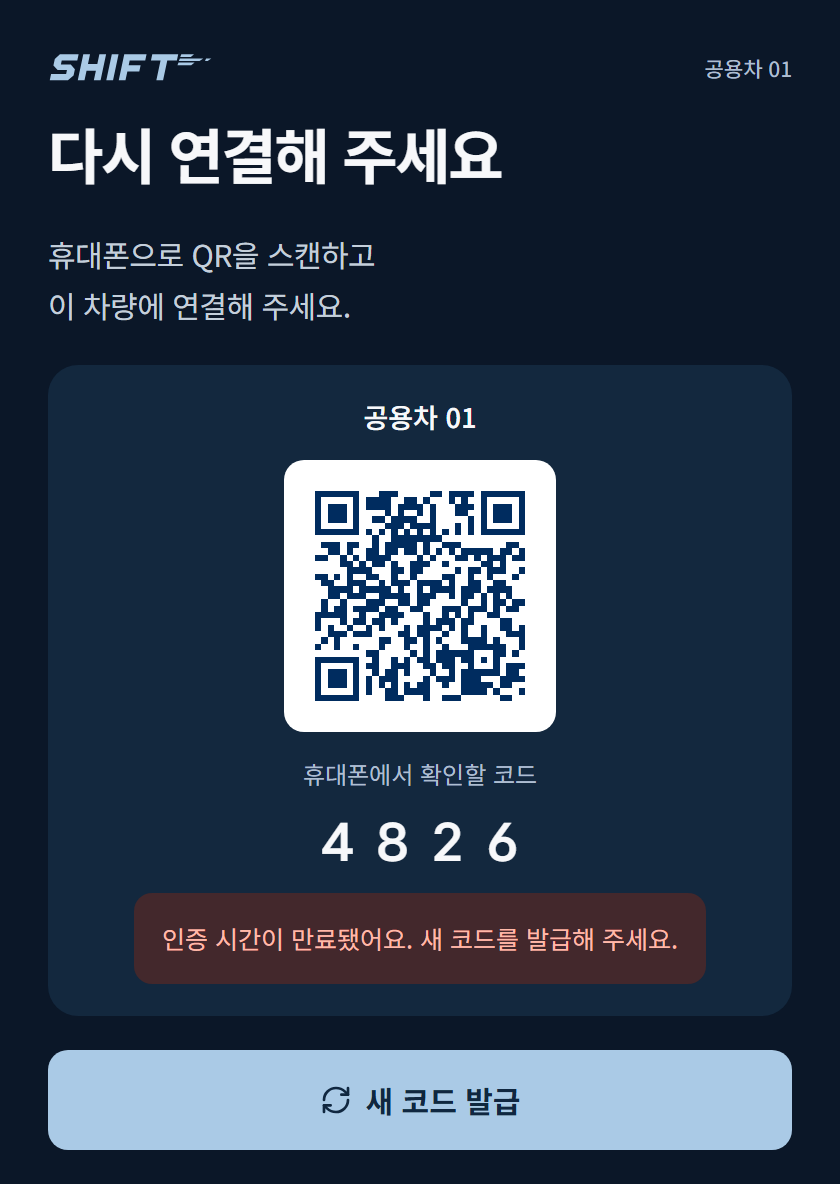 SHIFT
공용차 01
다시 연결해 주세요
휴대폰으로 QR을 스캔하고
이 차량에 연결해 주세요.
공용차 01
휴대폰에서 확인할 코드
4 8 2 6
인증 시간이 만료됐어요. 새 코드를 발급해 주세요.
새 코드 발급